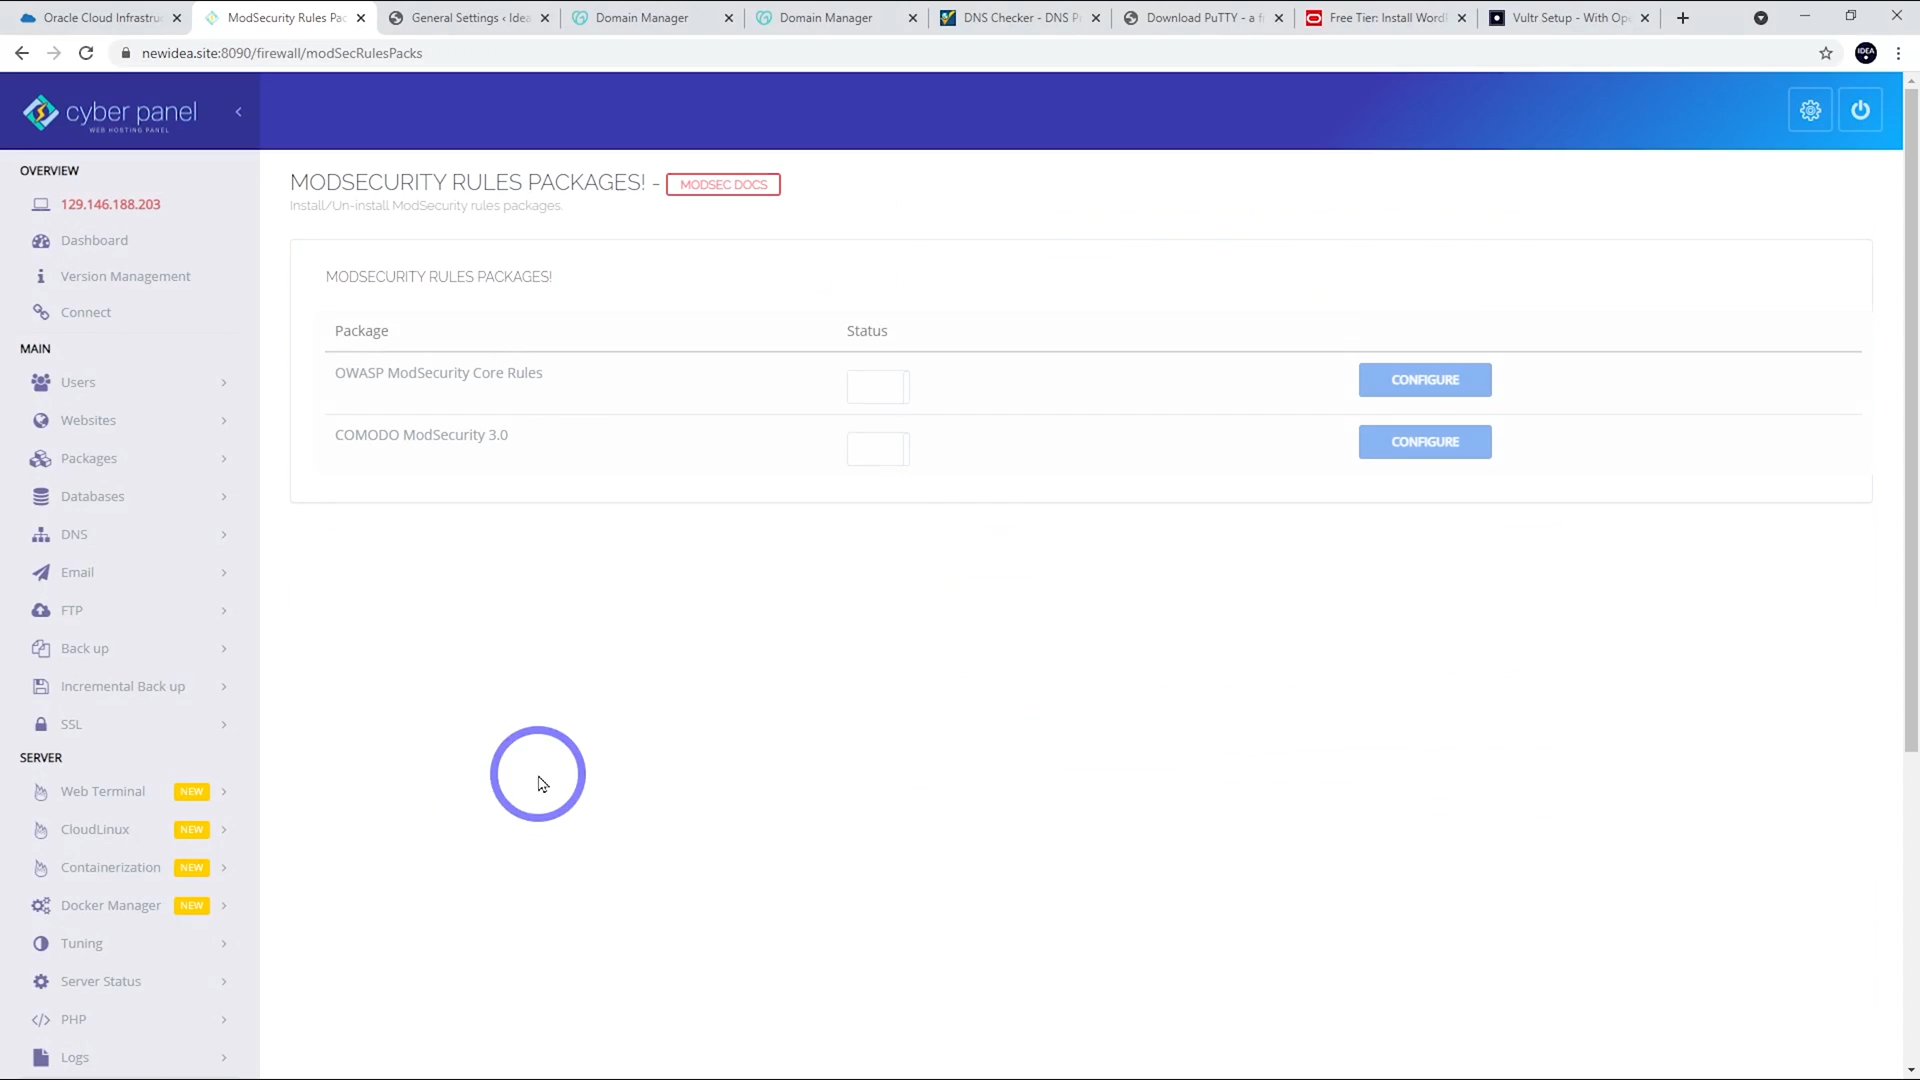 Oracle Cloud Infrastru
ModSecurity Rules Pac
General Settings ‹ Idea
Domain Manager
Domain Manager
DNS Checker - DNS P
Download PuTTY - a f
Free Tier: Install Word
Vultr Setup - With Ope
newidea.site:8090/firewall/modSecRulesPacks
IDEA
cyber panel
WEB HOSTING PANEL
OVERVIEW
129.146.188.203
Dashboard
Version Management
Connect
MAIN
Users
Websites
Packages
Databases
DNS
Email
FTP
Back up
Incremental Back up
SSL
SERVER
Web Terminal NEW
CloudLinux NEW
Containerization NEW
Docker Manager NEW
Tuning
Server Status
PHP
Logs
MODSECURITY RULES PACKAGES! - MODSEC DOCS
Install/Un-install ModSecurity rules packages.
MODSECURITY RULES PACKAGES!
Package Status
OWASP ModSecurity Core Rules CONFIGURE
COMODO ModSecurity 3.0 CONFIGURE